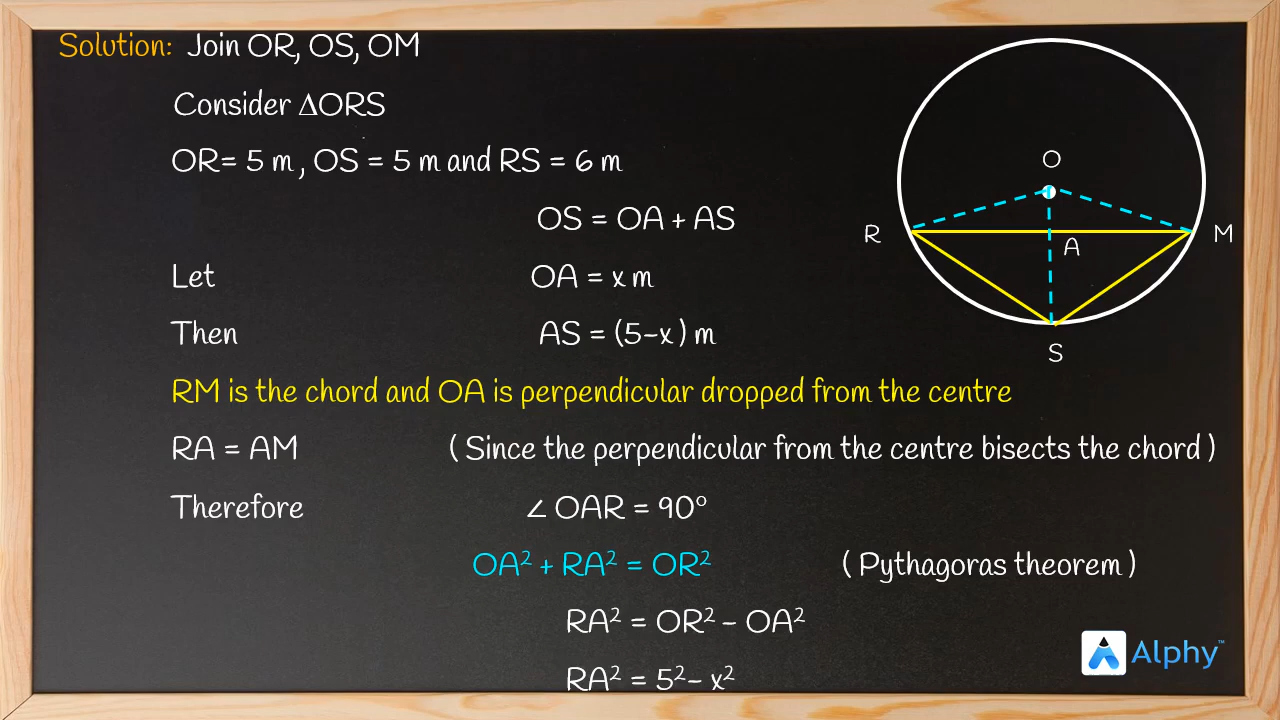 Solution: Join OR, OS, OM
Consider ∆ORS
OR= 5 m , OS = 5 m and RS = 6 m
OS = OA + AS
Let OA = x m
Then AS = (5-x) m
RM is the chord and OA is perpendicular dropped from the centre
RA = AM ( Since the perpendicular from the centre bisects the chord )
Therefore ∠ OAR = 90°
OA² + RA² = OR² ( Pythagoras theorem )
RA² = OR² - OA²
RA² = 5² - x²
O
R
A
M
S
Alphy™